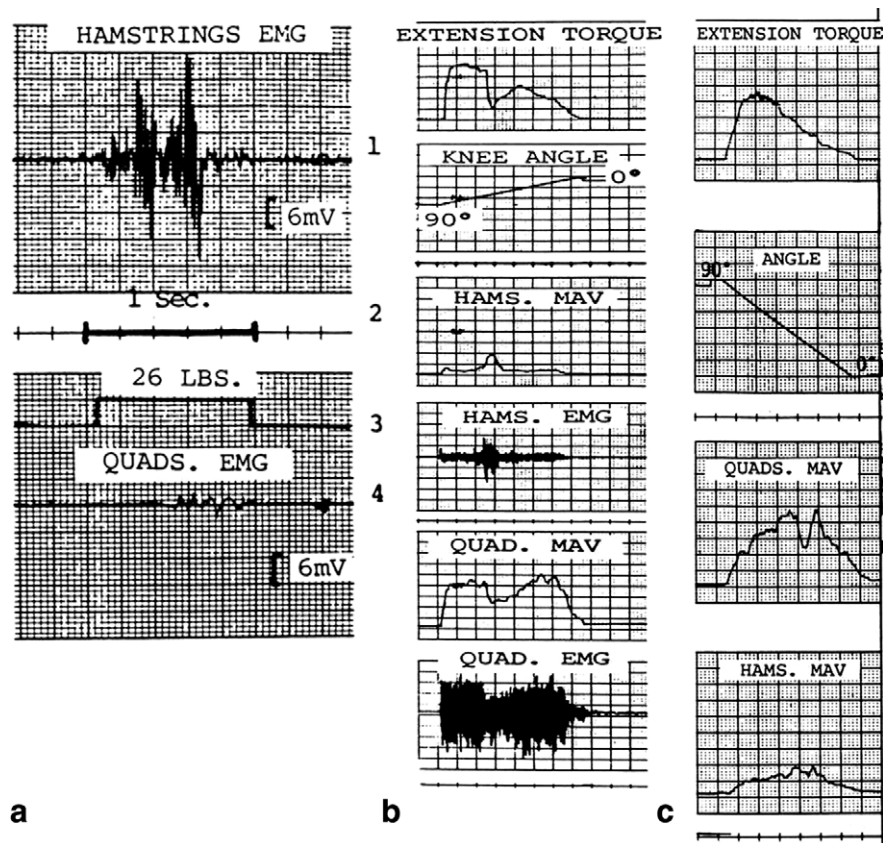 HAMSTRINGS EMG
6mV
1 Sec.
26 LBS.
QUADS. EMG
6mV
a
1
2
3
4
EXTENSION TORQUE
KNEE ANGLE
0°
90°
HAMS. MAV
HAMS. EMG
QUAD. MAV
QUAD. EMG
b
EXTENSION TORQUE
ANGLE
90°
0°
QUADS. MAV
HAMS. MAV
c